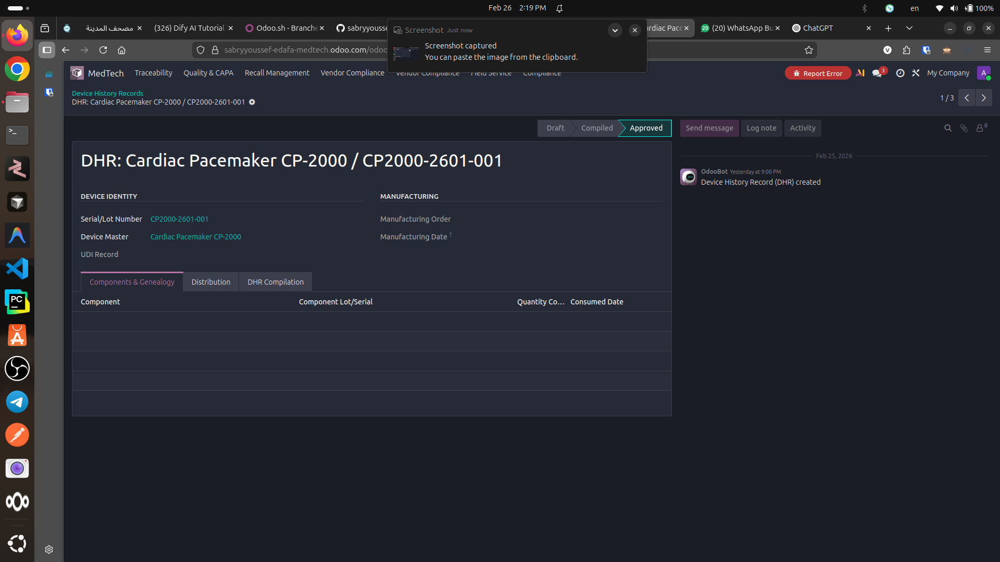 Feb 26 2:19 PM
en
100%
مصحف المدينة
(326) Dify AI Tutorial
Odoo.sh - Branche
sabryyousse
ardiac Pace
20 (20) WhatsApp Bu
ChatGPT
Screenshot Just now
Screenshot captured
You can paste the image from the clipboard.
sabryyoussef-edafa-medtech.odoo.com/odoo
V
MedTech Traceability Quality & CAPA Recall Management Vendor Compliance Vendor Compliance Field Service Compliance
Report Error
AI
3
My Company
A
Device History Records
DHR: Cardiac Pacemaker CP-2000 / CP2000-2601-001
1 / 3
Draft Compiled Approved
Send message Log note Activity
0
DHR: Cardiac Pacemaker CP-2000 / CP2000-2601-001
Feb 25, 2026
OdooBot Yesterday at 9:00 PM
Device History Record (DHR) created
DEVICE IDENTITY
MANUFACTURING
Serial/Lot Number CP2000-2601-001
Manufacturing Order
Device Master Cardiac Pacemaker CP-2000
Manufacturing Date ?
UDI Record
Components & Genealogy Distribution DHR Compilation
Component Component Lot/Serial Quantity Co... Consumed Date
>_
PC